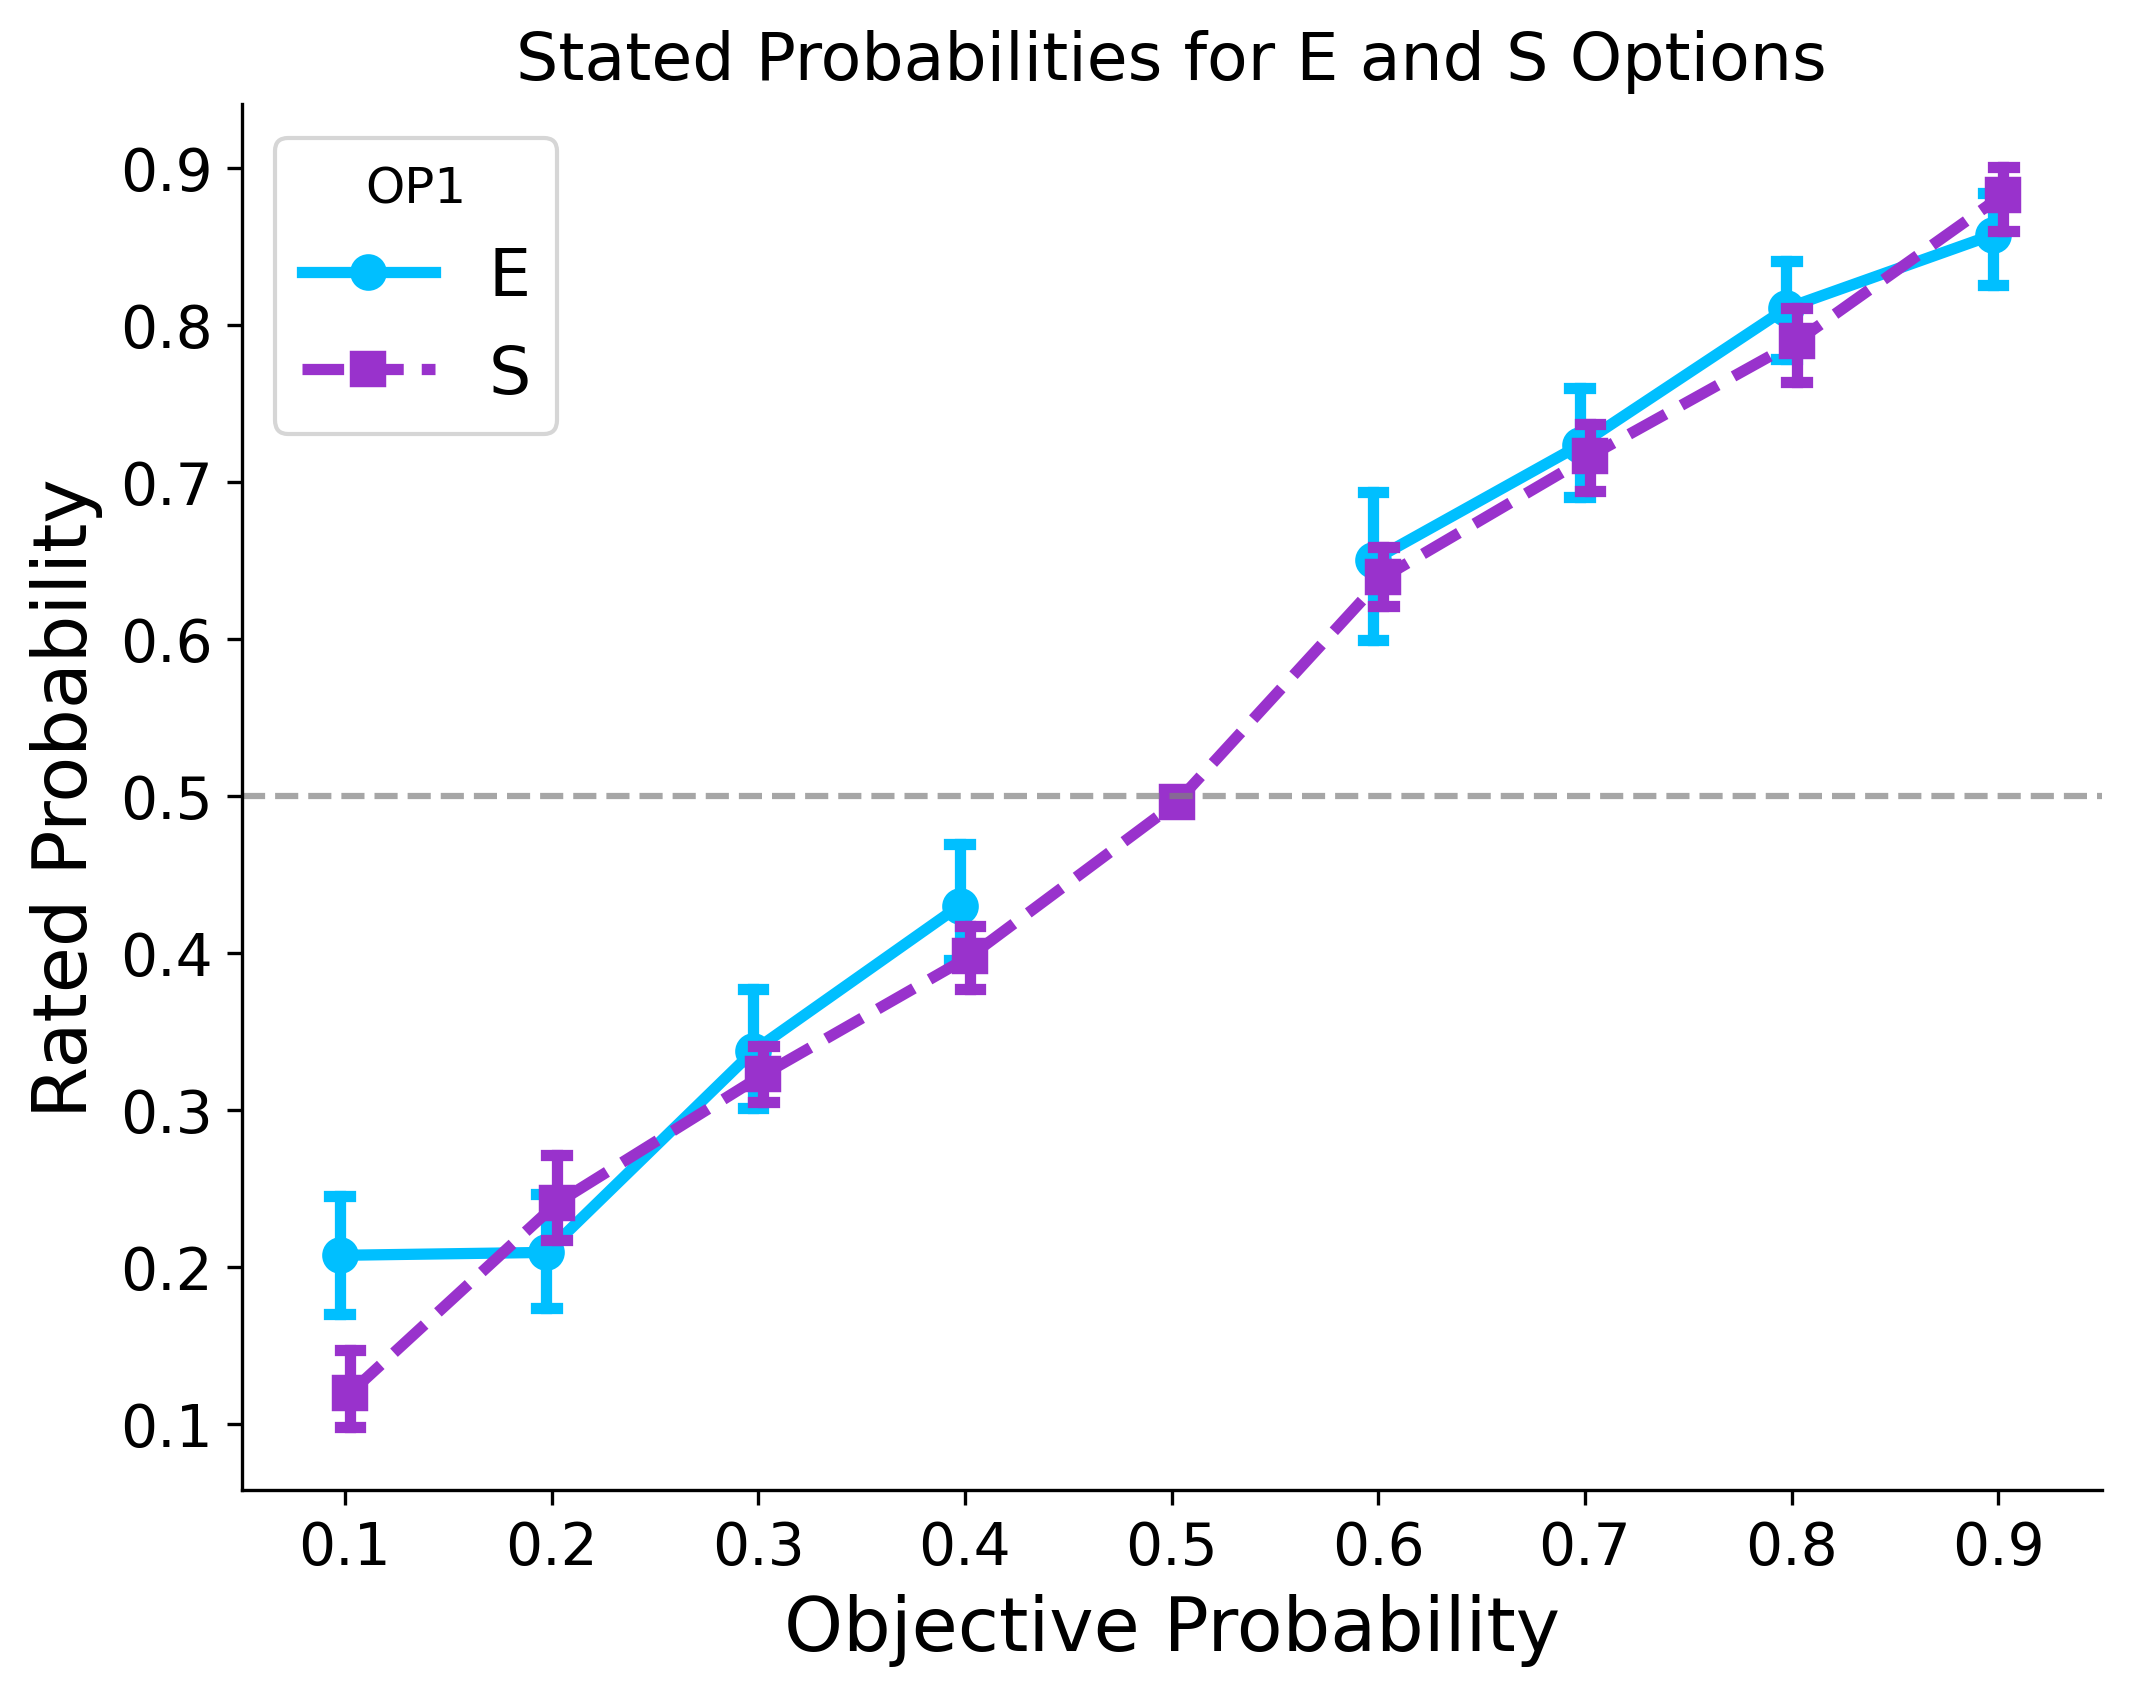 Stated Probabilities for E and S Options
OP1
E
S
Rated Probability
0.9
0.8
0.7
0.6
0.5
0.4
0.3
0.2
0.1
0.1 0.2 0.3 0.4 0.5 0.6 0.7 0.8 0.9
Objective Probability